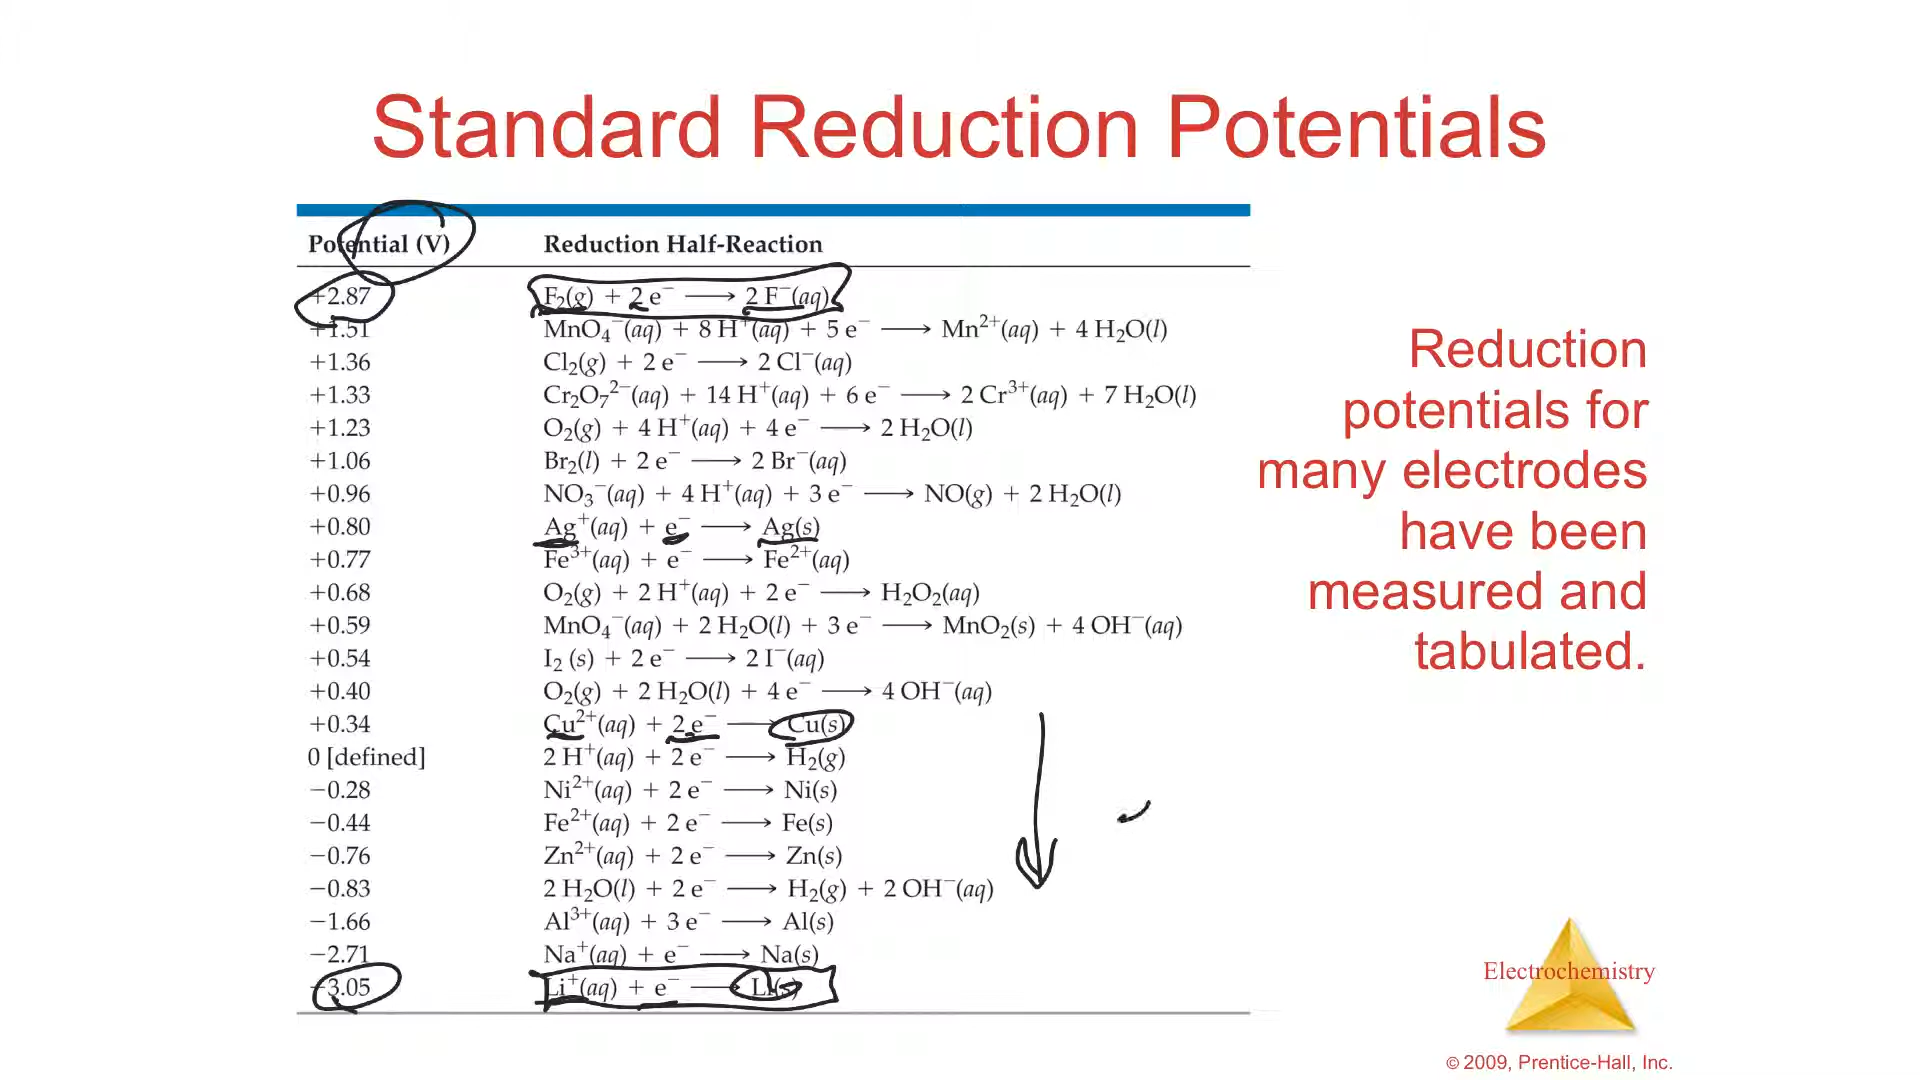 Standard Reduction Potentials
Potential (V) Reduction Half-Reaction
+2.87 F₂(g) + 2 e⁻ ⟶ 2 F⁻(aq)
+1.51 MnO₄⁻(aq) + 8 H⁺(aq) + 5 e⁻ ⟶ Mn²⁺(aq) + 4 H₂O(l)
+1.36 Cl₂(g) + 2 e⁻ ⟶ 2 Cl⁻(aq)
+1.33 Cr₂O₇²⁻(aq) + 14 H⁺(aq) + 6 e⁻ ⟶ 2 Cr³⁺(aq) + 7 H₂O(l)
+1.23 O₂(g) + 4 H⁺(aq) + 4 e⁻ ⟶ 2 H₂O(l)
+1.06 Br₂(l) + 2 e⁻ ⟶ 2 Br⁻(aq)
+0.96 NO₃⁻(aq) + 4 H⁺(aq) + 3 e⁻ ⟶ NO(g) + 2 H₂O(l)
+0.80 Ag⁺(aq) + e⁻ ⟶ Ag(s)
+0.77 Fe³⁺(aq) + e⁻ ⟶ Fe²⁺(aq)
+0.68 O₂(g) + 2 H⁺(aq) + 2 e⁻ ⟶ H₂O₂(aq)
+0.59 MnO₄⁻(aq) + 2 H₂O(l) + 3 e⁻ ⟶ MnO₂(s) + 4 OH⁻(aq)
+0.54 I₂ (s) + 2 e⁻ ⟶ 2 I⁻(aq)
+0.40 O₂(g) + 2 H₂O(l) + 4 e⁻ ⟶ 4 OH⁻(aq)
+0.34 Cu²⁺(aq) + 2 e⁻ ⟶ Cu(s)
0 [defined] 2 H⁺(aq) + 2 e⁻ ⟶ H₂(g)
−0.28 Ni²⁺(aq) + 2 e⁻ ⟶ Ni(s)
−0.44 Fe²⁺(aq) + 2 e⁻ ⟶ Fe(s)
−0.76 Zn²⁺(aq) + 2 e⁻ ⟶ Zn(s)
−0.83 2 H₂O(l) + 2 e⁻ ⟶ H₂(g) + 2 OH⁻(aq)
−1.66 Al³⁺(aq) + 3 e⁻ ⟶ Al(s)
−2.71 Na⁺(aq) + e⁻ ⟶ Na(s)
−3.05 Li⁺(aq) + e⁻ ⟶ Li(s)
Reduction
potentials for
many electrodes
have been
measured and
tabulated.
Electrochemistry
© 2009, Prentice-Hall, Inc.